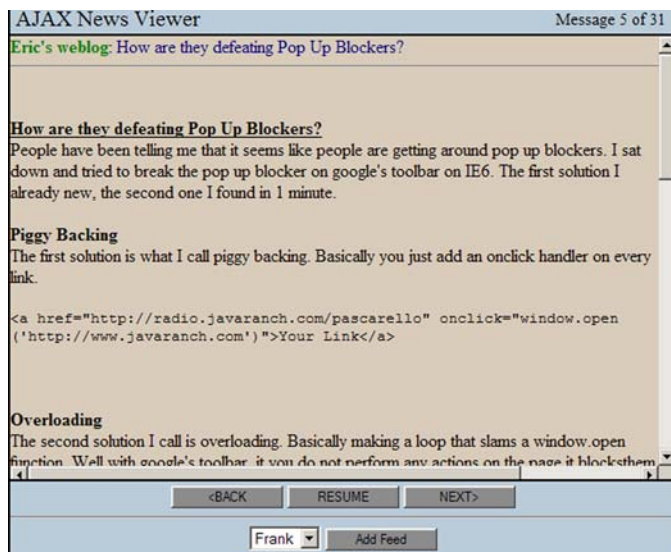 AJAX News Viewer Message 5 of 31
Eric's weblog: How are they defeating Pop Up Blockers?
How are they defeating Pop Up Blockers?
People have been telling me that it seems like people are getting around pop up blockers. I sat
down and tried to break the pop up blocker on google's toolbar on IE6. The first solution I
already new, the second one I found in 1 minute.
Piggy Backing
The first solution is what I call piggy backing. Basically you just add an onclick handler on every
link.
<a href="http://radio.javaranch.com/pascarello" onclick="window.open
('http://www.javaranch.com')">Your Link</a>
Overloading
The second solution I call is overloading. Basically making a loop that slams a window.open
function. Well with google's toolbar, it you do not perform any actions on the page it blocksthem
<BACK RESUME NEXT>
Frank Add Feed